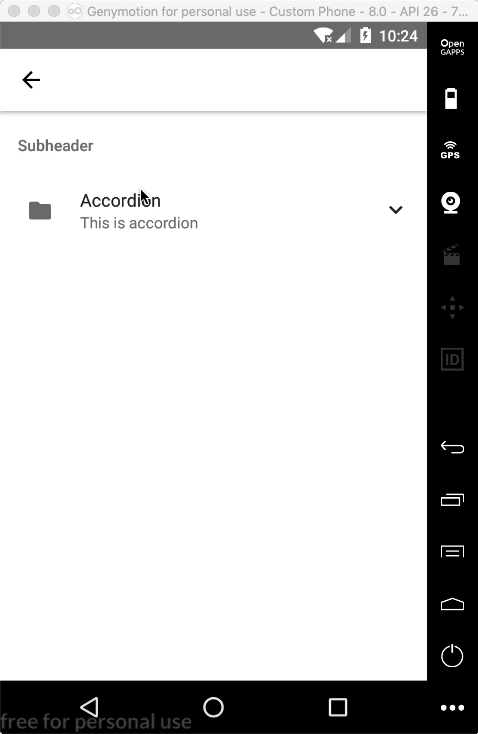 Genymotion for personal use - Custom Phone - 8.0 - API 26 - 7...
10:24
Open
GAPPS
GPS
Subheader
Accordion
This is accordion
ID
free for personal use